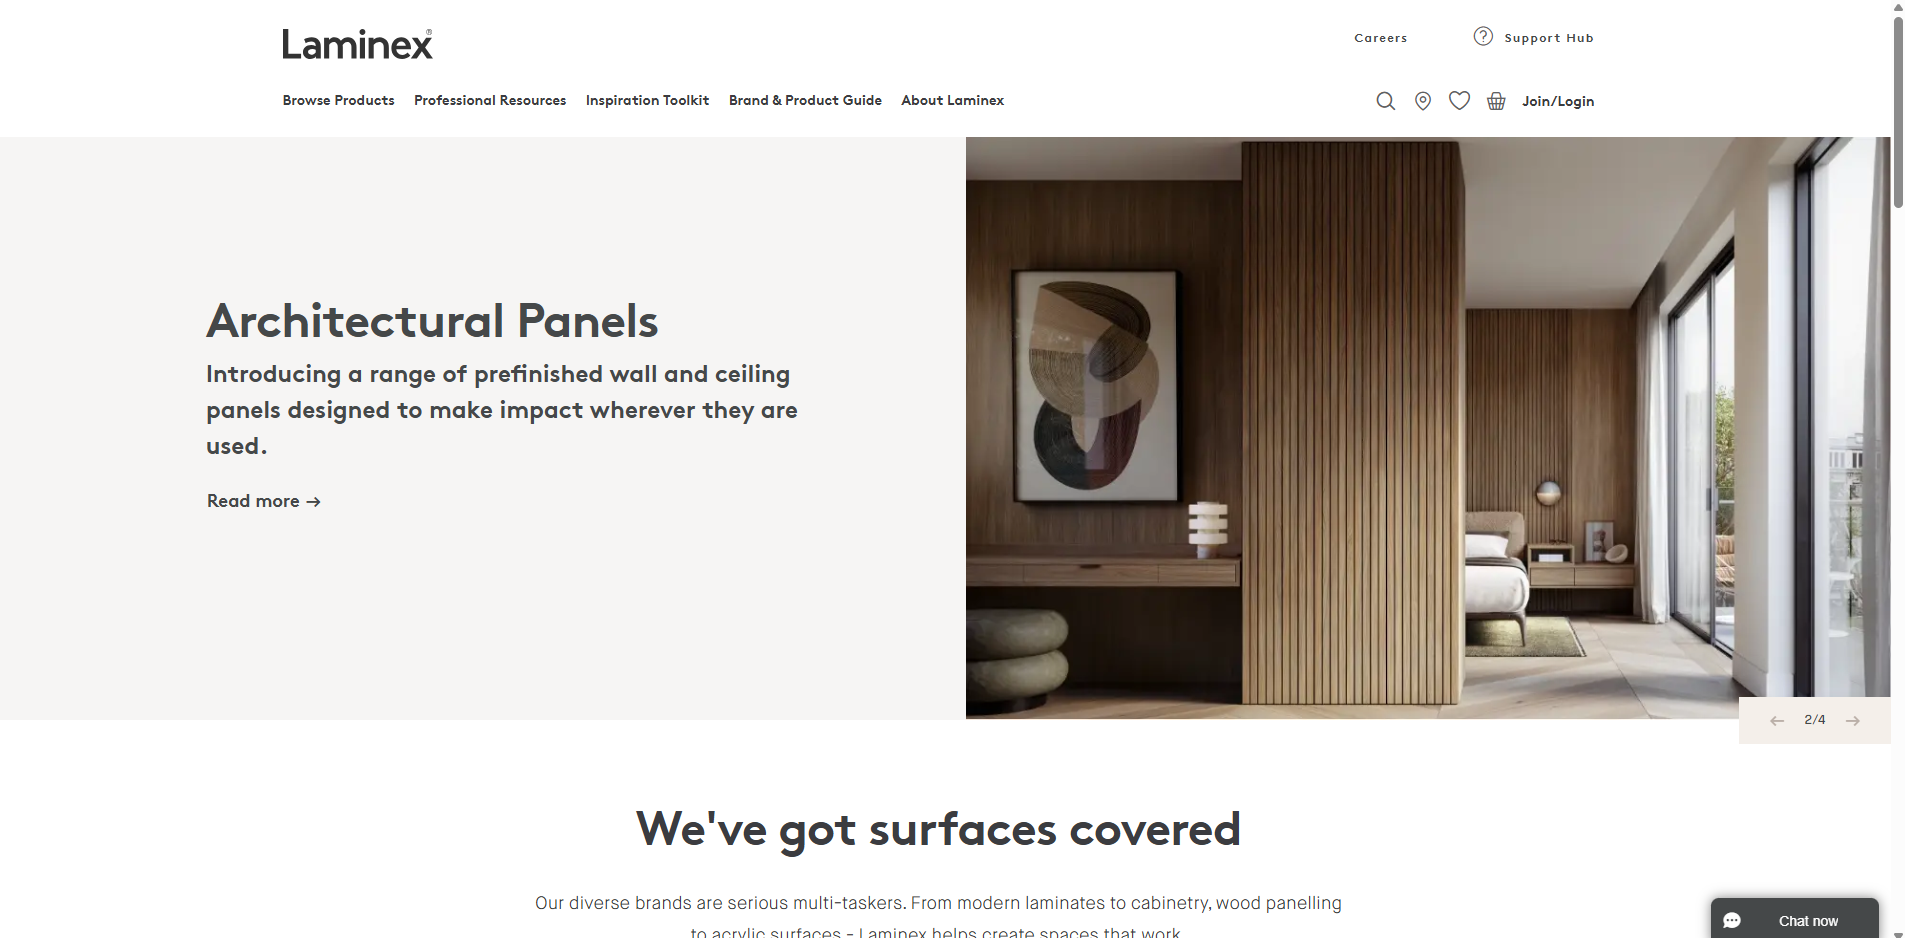 Laminex®
Careers
Support Hub
Browse Products
Professional Resources
Inspiration Toolkit
Brand & Product Guide
About Laminex
Join/Login
Architectural Panels
Introducing a range of prefinished wall and ceiling
panels designed to make impact wherever they are
used.
Read more →
← 2/4 →
We've got surfaces covered
Our diverse brands are serious multi-taskers. From modern laminates to cabinetry, wood panelling
to acrylic surfaces - Laminex helps create spaces that work.
Chat now